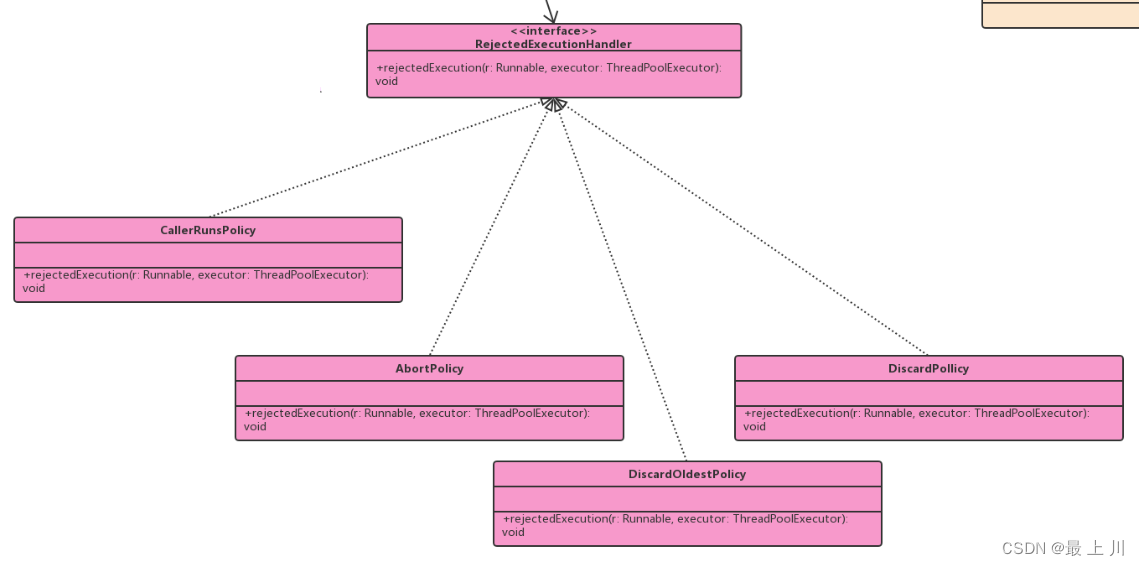 <<interface>>
RejectedExecutionHandler
+rejectedExecution(r: Runnable, executor: ThreadPoolExecutor):
void
CallerRunsPolicy
+rejectedExecution(r: Runnable, executor: ThreadPoolExecutor):
void
AbortPolicy
+rejectedExecution(r: Runnable, executor: ThreadPoolExecutor):
void
DiscardPollicy
+rejectedExecution(r: Runnable, executor: ThreadPoolExecutor):
void
DiscardOldestPolicy
+rejectedExecution(r: Runnable, executor: ThreadPoolExecutor):
void
CSDN @最 上 川